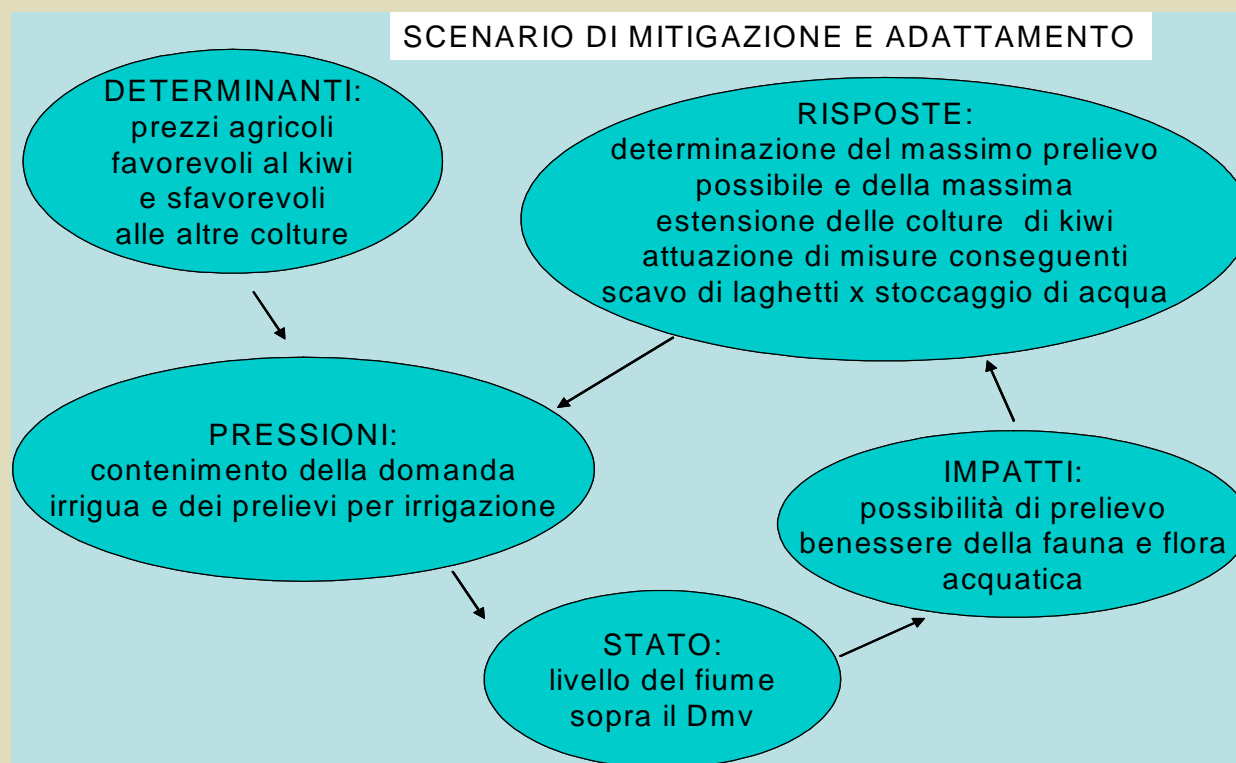 SCENARIO DI MITIGAZIONE E ADATTAMENTO
DETERMINANTI:
prezzi agricoli
favorevoli al kiwi
e sfavorevoli
alle altre colture
RISPOSTE:
determinazione del massimo prelievo
possibile e della massima
estensione delle colture di kiwi
attuazione di misure conseguenti
scavo di laghetti x stoccaggio di acqua
PRESSIONI:
contenimento della domanda
irrigua e dei prelievi per irrigazione
IMPATTI:
possibilità di prelievo
benessere della fauna e flora
acquatica
STATO:
livello del fiume
sopra il Dmv